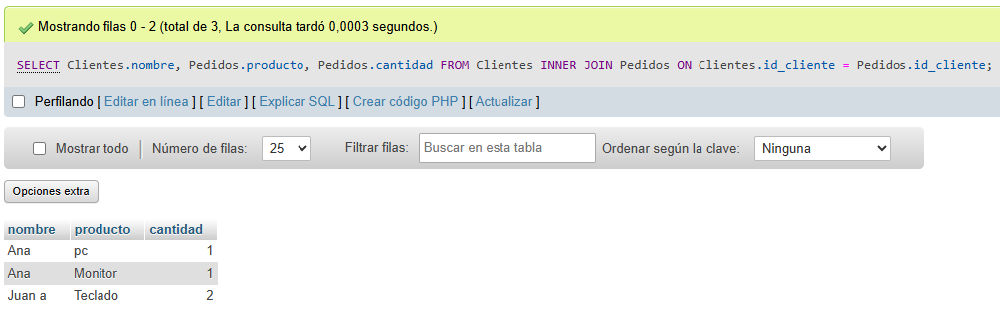 Mostrando filas 0 - 2 (total de 3, La consulta tardó 0,0003 segundos.)
SELECT Clientes.nombre, Pedidos.producto, Pedidos.cantidad FROM Clientes INNER JOIN Pedidos ON Clientes.id_cliente = Pedidos.id_cliente;
Perfilando [ Editar en línea ] [ Editar ] [ Explicar SQL ] [ Crear código PHP ] [ Actualizar ]
Mostrar todo Número de filas: 25 Filtrar filas: Buscar en esta tabla Ordenar según la clave: Ninguna
Opciones extra
nombre producto cantidad
Ana pc 1
Ana Monitor 1
Juan a Teclado 2